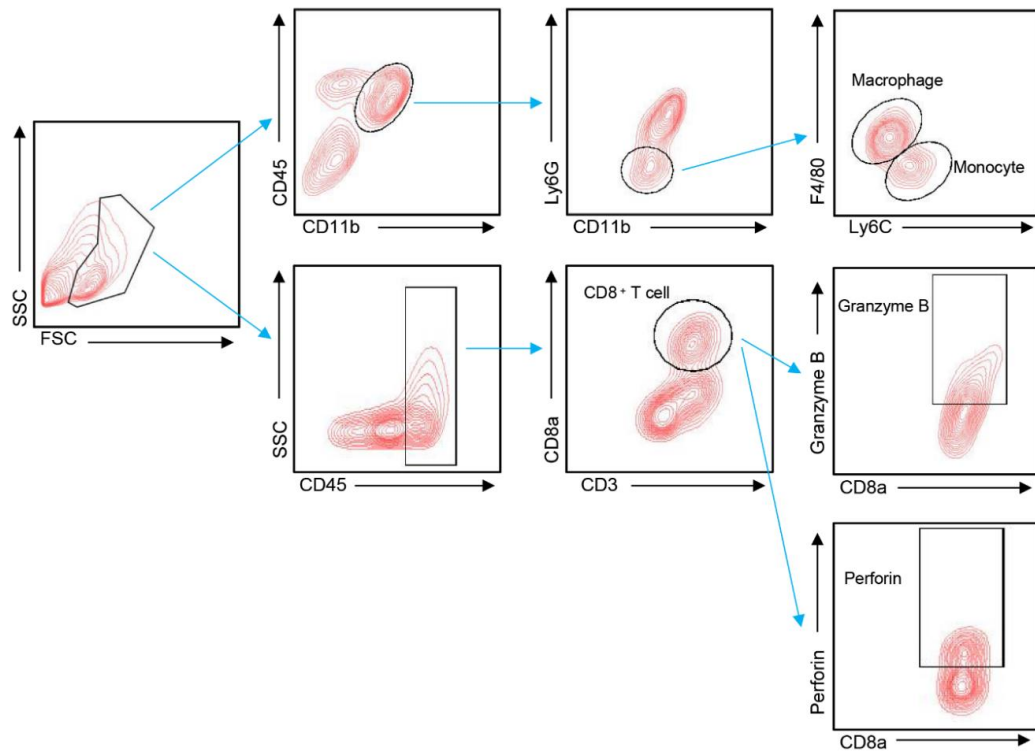 SSC
FSC
CD45
CD11b
Ly6G
CD11b
F4/80
Macrophage
Monocyte
Ly6C
SSC
CD45
CD8a
CD8⁺ T cell
CD3
Granzyme B
Granzyme B
CD8a
Perforin
Perforin
CD8a